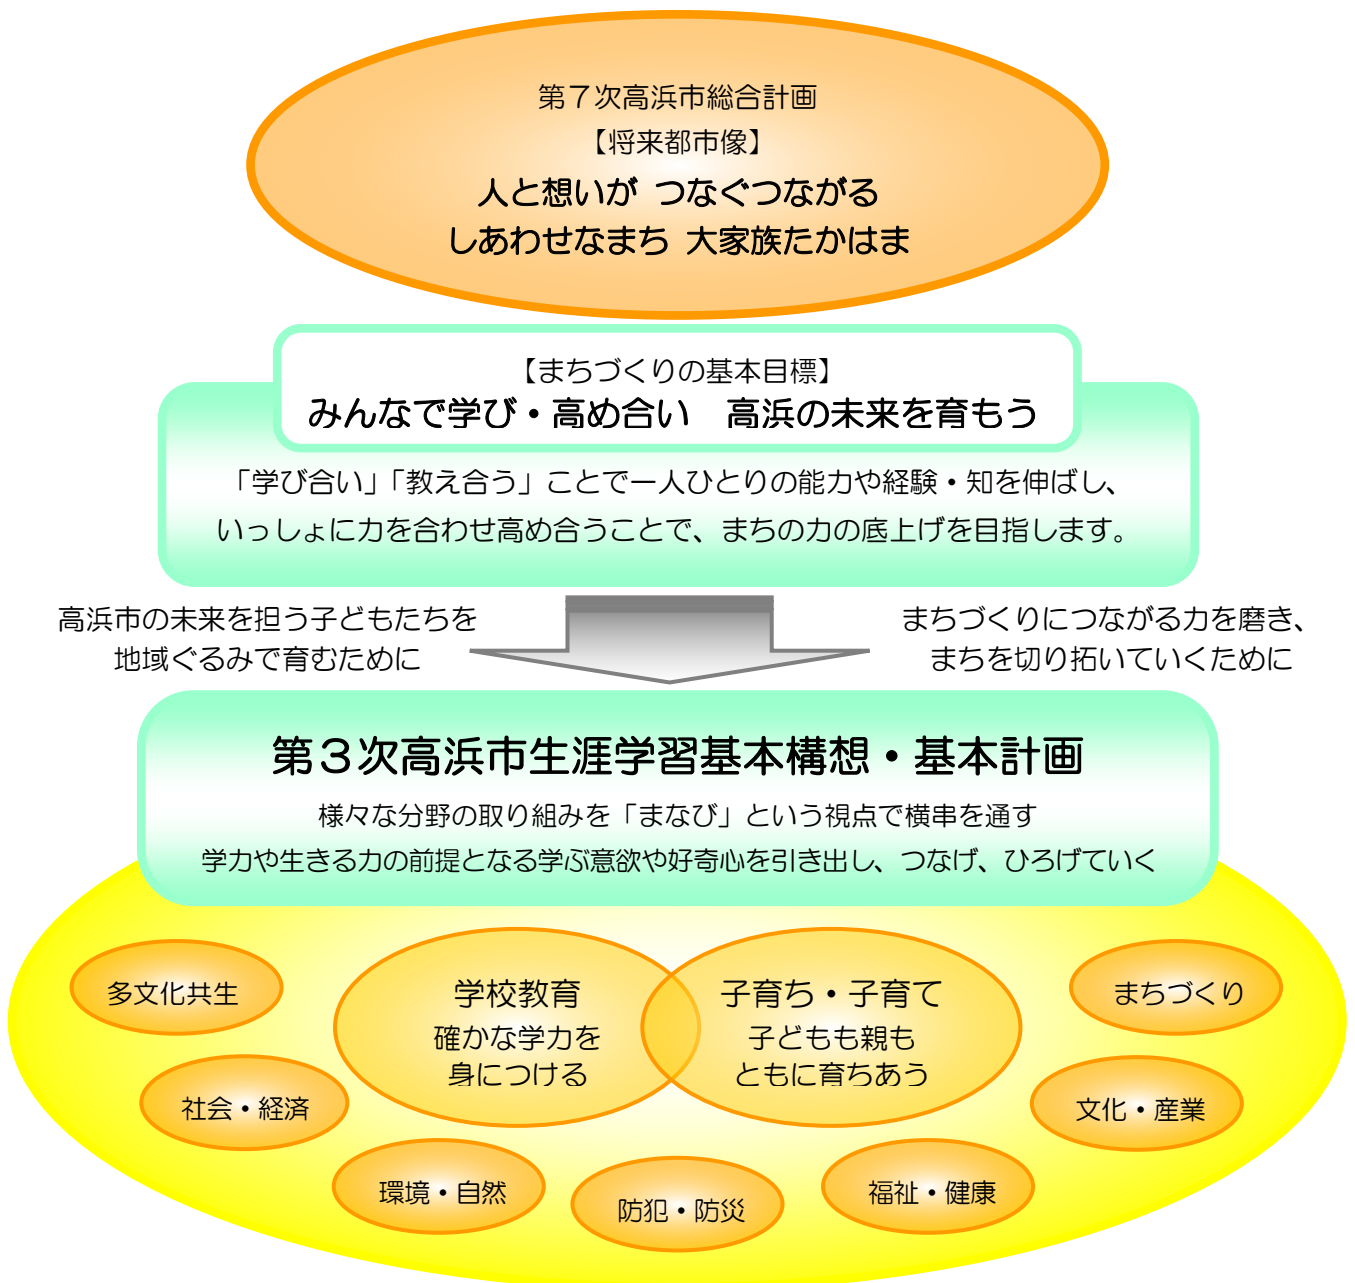 第７次高浜市総合計画
【将来都市像】
人と想いが つなぐつながる
しあわせなまち 大家族たかはま
【まちづくりの基本目標】
みんなで学び・高め合い　高浜の未来を育もう
「学び合い」「教え合う」ことで一人ひとりの能力や経験・知を伸ばし、
いっしょに力を合わせ高め合うことで、まちの力の底上げを目指します。
高浜市の未来を担う子どもたちを
地域ぐるみで育むために
まちづくりにつながる力を磨き、
まちを切り拓いていくために
第３次高浜市生涯学習基本構想・基本計画
様々な分野の取り組みを「まなび」という視点で横串を通す
学力や生きる力の前提となる学ぶ意欲や好奇心を引き出し、つなげ、ひろげていく
多文化共生
学校教育
確かな学力を
身につける
子育ち・子育て
子どもも親も
ともに育ちあう
まちづくり
社会・経済
文化・産業
環境・自然
防犯・防災
福祉・健康